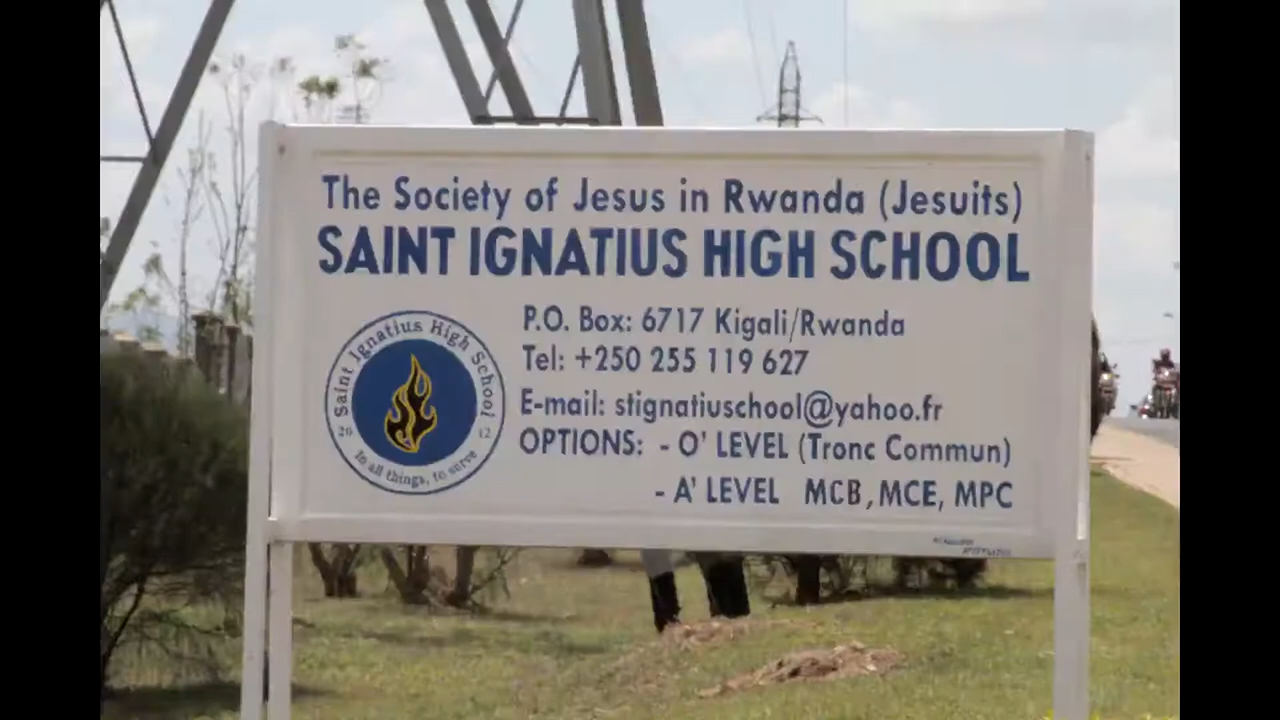 The Society of Jesus in Rwanda (Jesuits)
SAINT IGNATIUS HIGH SCHOOL
Saint Ignatius High School
20 12
In all things, to serve
P.O. Box: 6717 Kigali/Rwanda
Tel: +250 255 119 627
E-mail: stignatiuschool@yahoo.fr
OPTIONS: - O' LEVEL (Tronc Commun)
- A' LEVEL MCB, MCE, MPC